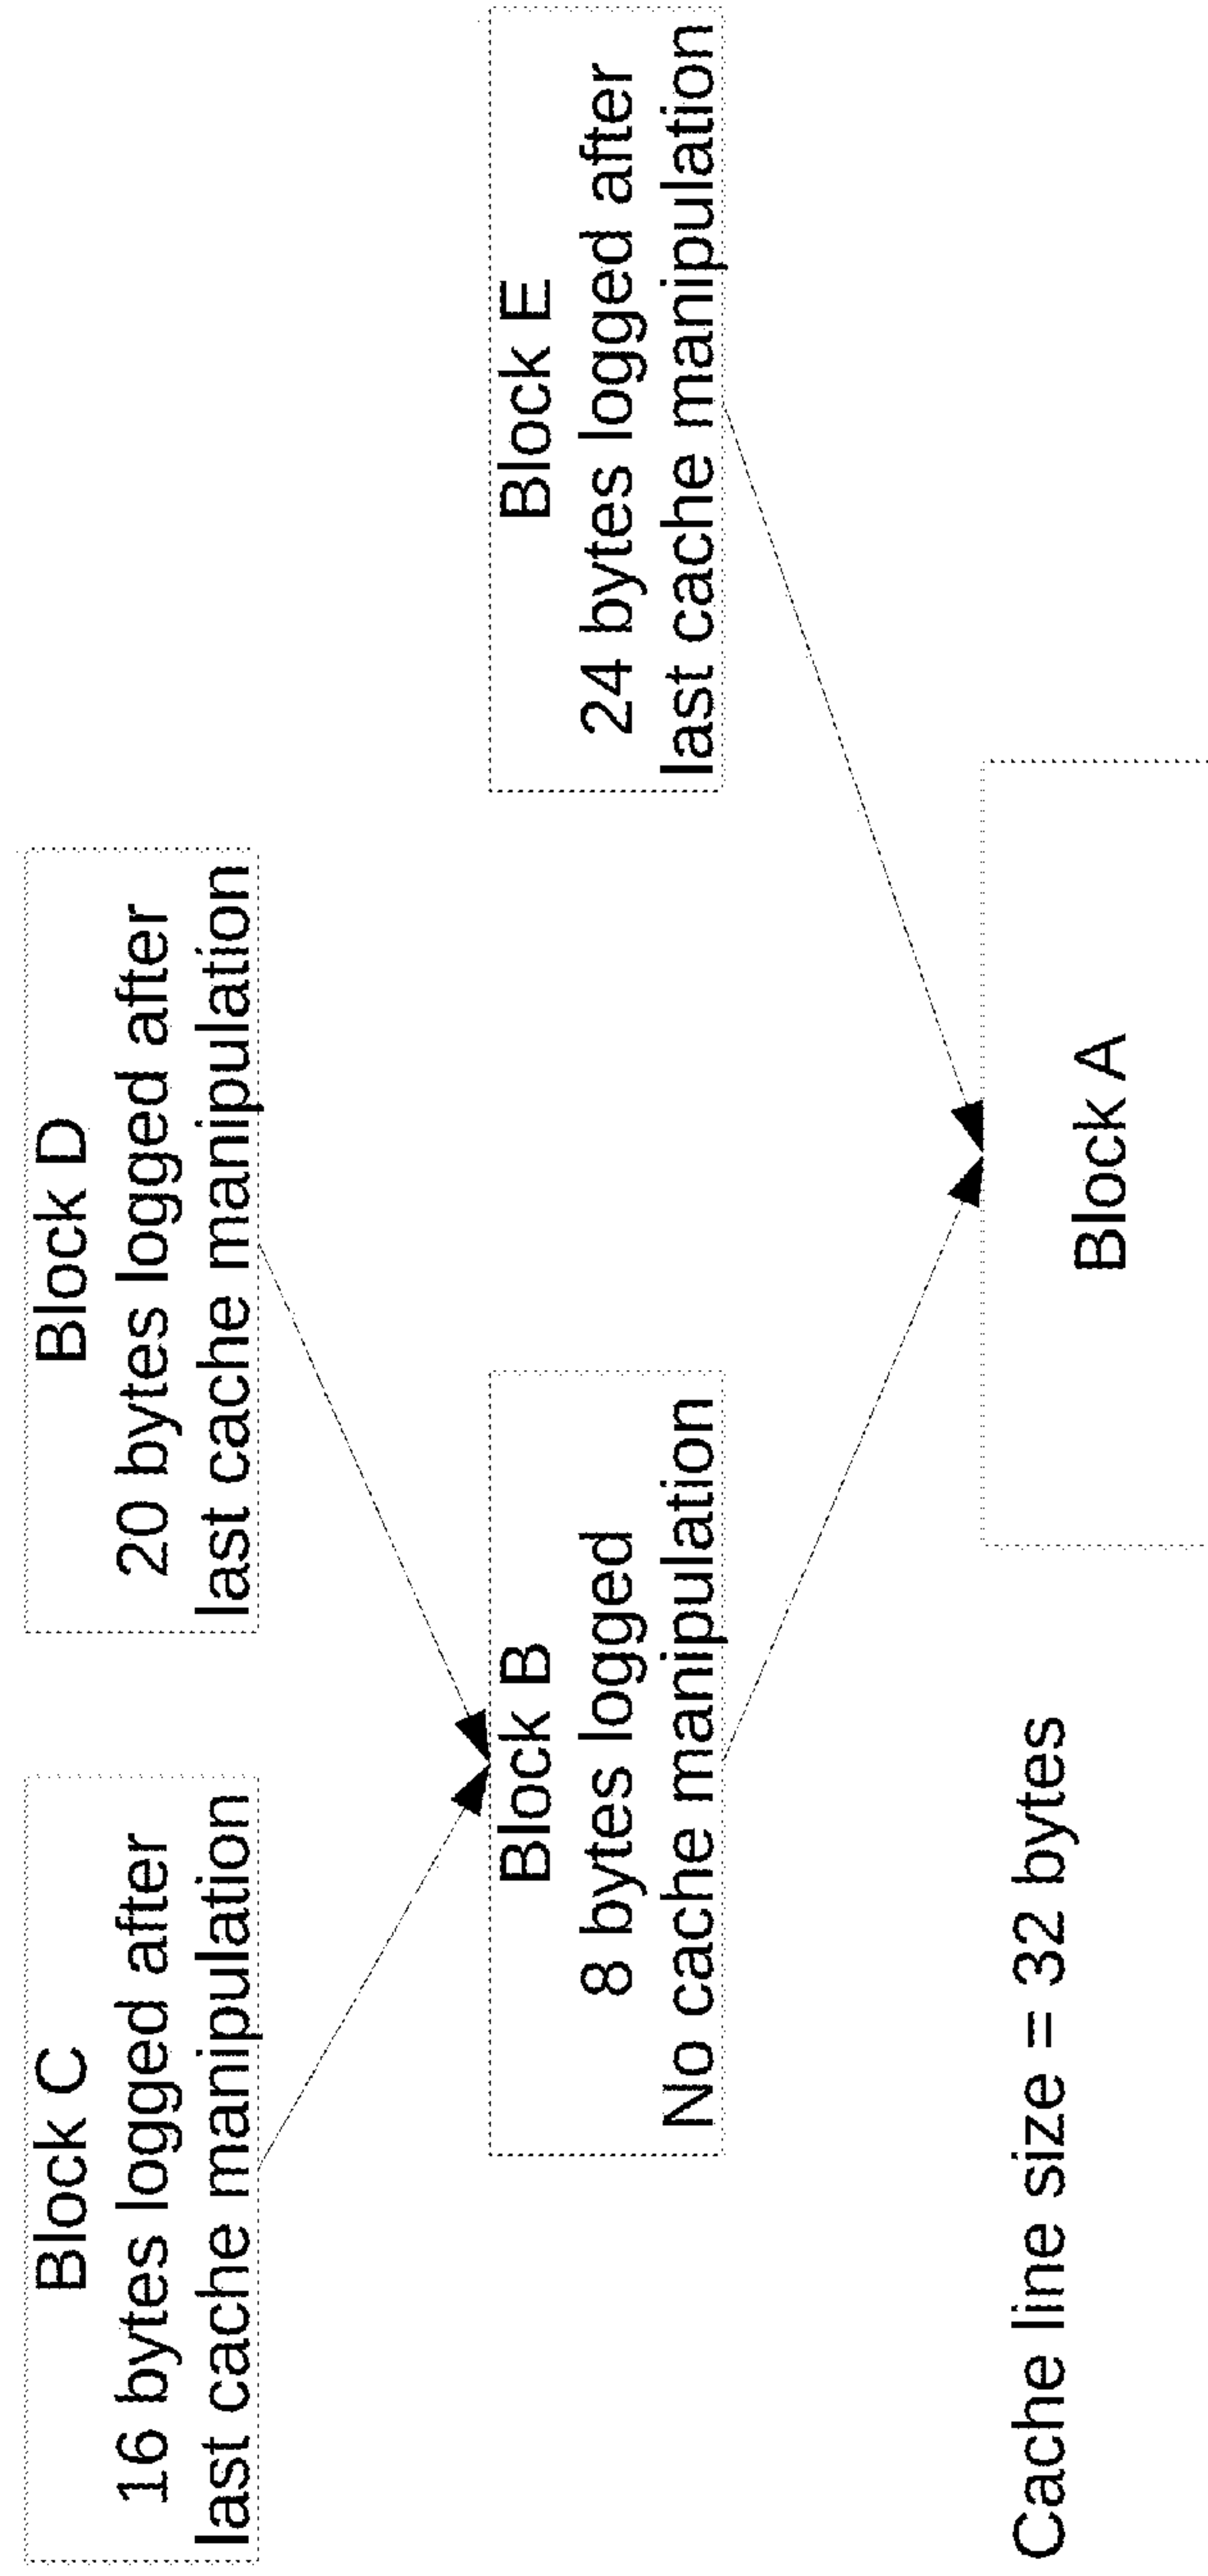 Block C
16 bytes logged after
last cache manipulation
Block D
20 bytes logged after
last cache manipulation
Block B
8 bytes logged
No cache manipulation
Block E
24 bytes logged after
last cache manipulation
Cache line size = 32 bytes
Block A